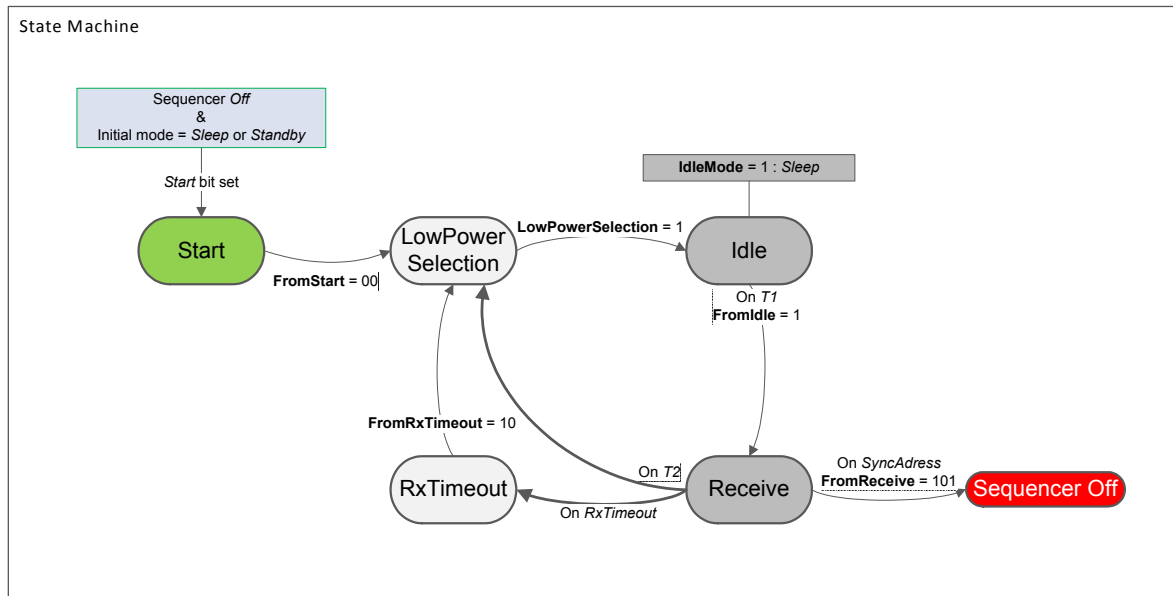 State Machine
Sequencer Off
&
Initial mode = Sleep or Standby
Start bit set
IdleMode = 1 : Sleep
Start
FromStart = 00
LowPower
Selection
LowPowerSelection = 1
Idle
On T1
FromIdle = 1
FromRxTimeout = 10
RxTimeout
On T2
On RxTimeout
Receive
On SyncAdress
FromReceive = 101
Sequencer Off